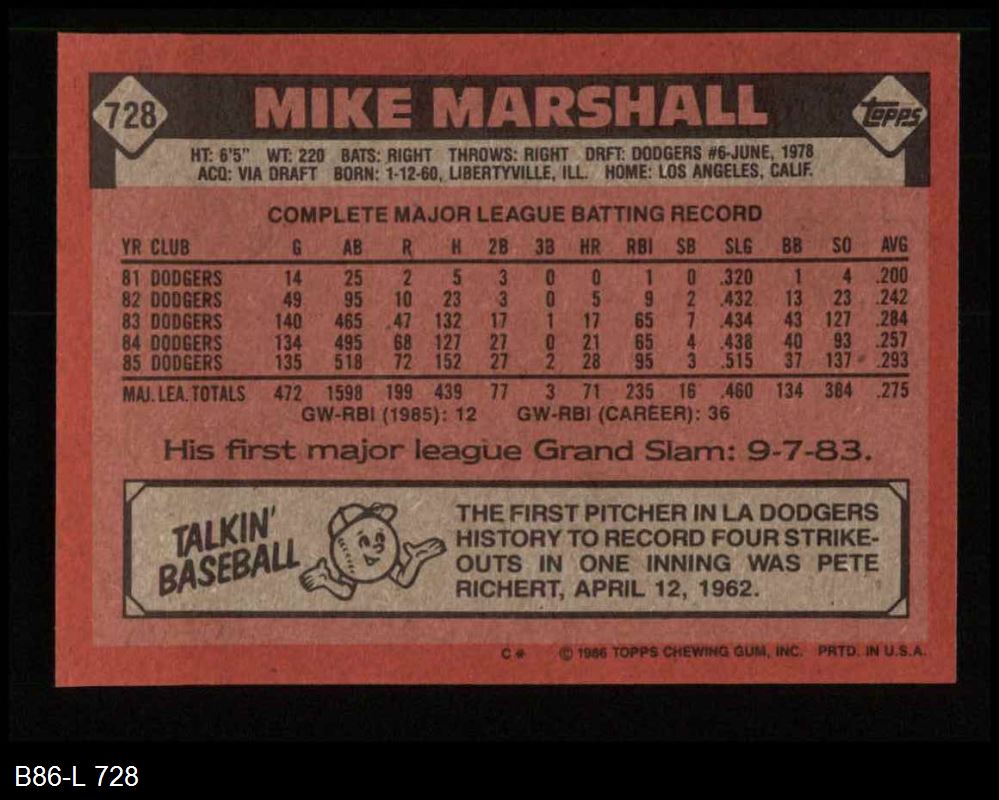 728
MIKE MARSHALL
topps
HT: 6'5" WT: 220 BATS: RIGHT THROWS: RIGHT DRFT: DODGERS #6-JUNE, 1978
ACQ: VIA DRAFT BORN: 1-12-60, LIBERTYVILLE, ILL. HOME: LOS ANGELES, CALIF.
COMPLETE MAJOR LEAGUE BATTING RECORD
YR CLUB G AB R H 2B 3B HR RBI SB SLG BB SO AVG
81 DODGERS 14 25 2 5 3 0 0 1 0 .320 1 4 .200
82 DODGERS 49 95 10 23 3 0 5 9 2 .432 13 23 .242
83 DODGERS 140 465 47 132 17 1 17 65 7 .434 43 127 .284
84 DODGERS 134 495 68 127 27 0 21 65 4 .438 40 93 .257
85 DODGERS 135 518 72 152 27 2 28 95 3 .515 37 137 .293
MAJ. LEA. TOTALS 472 1598 199 439 77 3 71 235 16 .460 134 384 .275
GW-RBI (1985): 12 GW-RBI (CAREER): 36
His first major league Grand Slam: 9-7-83.
TALKIN'
BASEBALL
THE FIRST PITCHER IN LA DODGERS
HISTORY TO RECORD FOUR STRIKE-
OUTS IN ONE INNING WAS PETE
RICHERT, APRIL 12, 1962.
C # © 1986 TOPPS CHEWING GUM, INC. PRTD. IN U.S.A.
B86-L 728